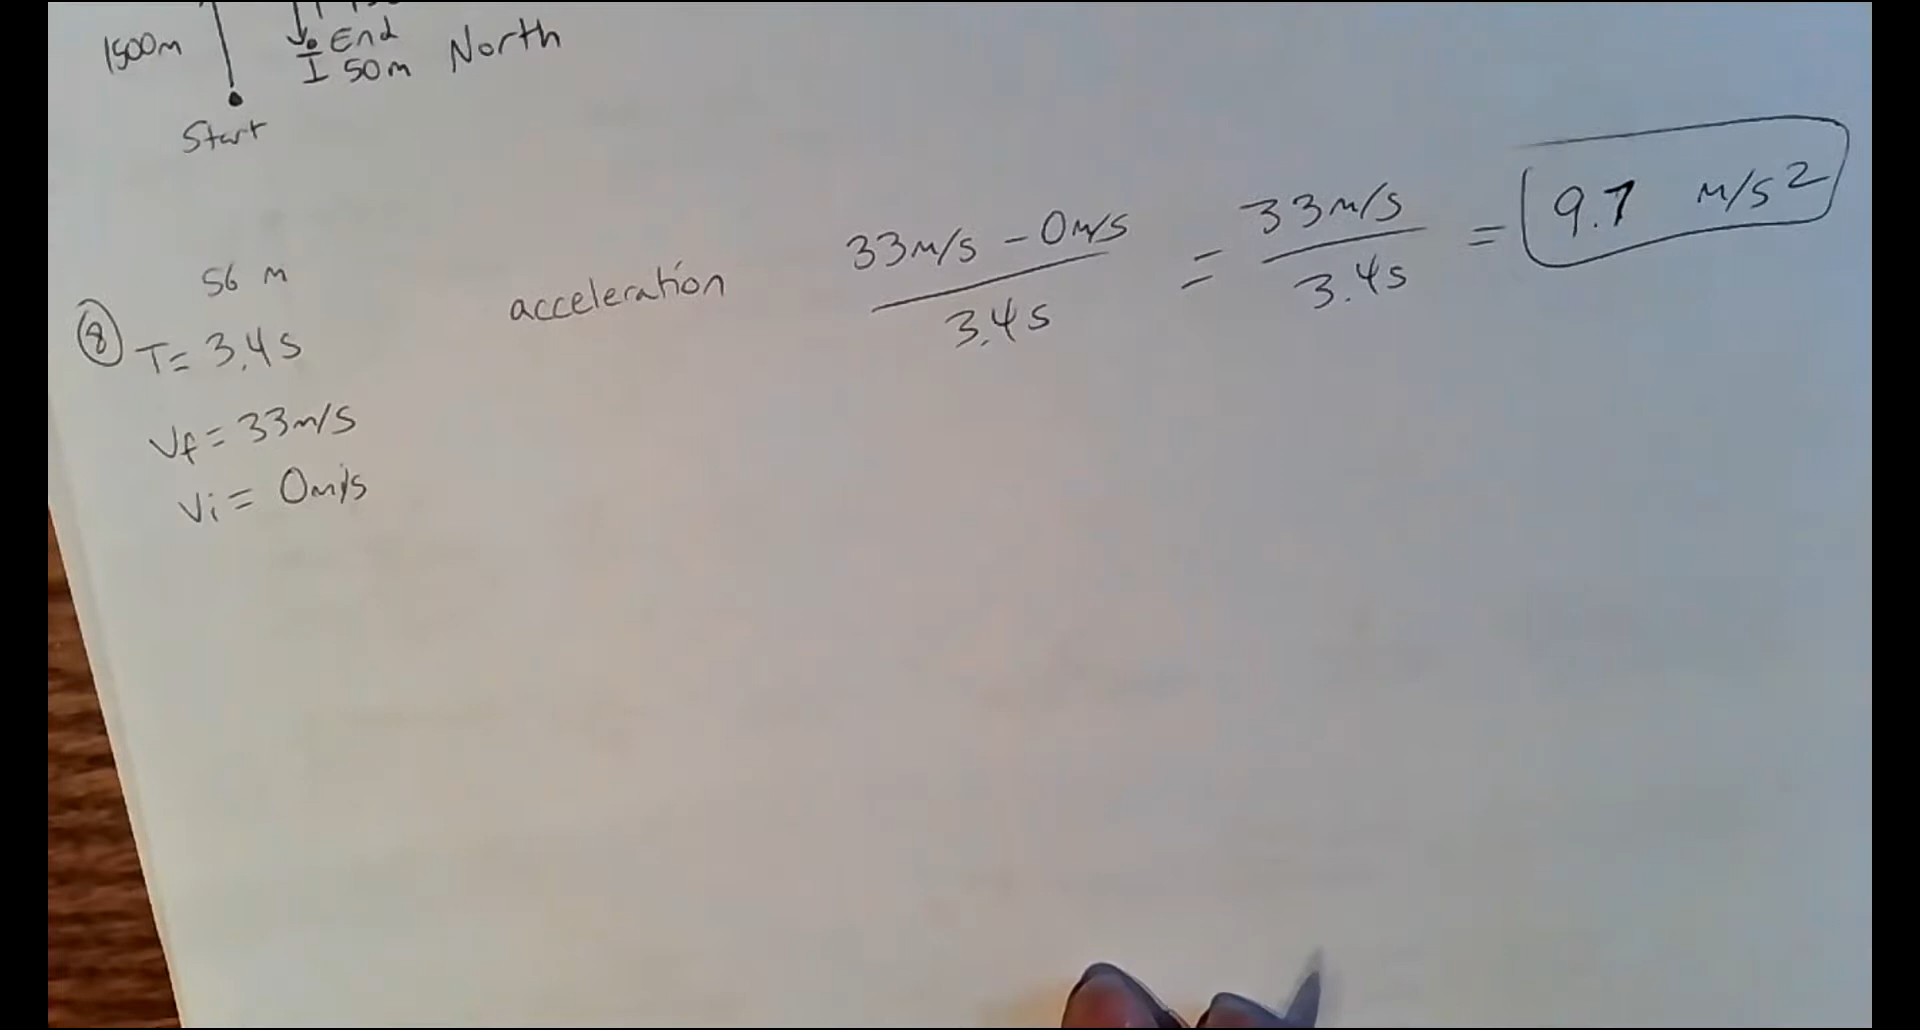 1500m
End
50m North
Start
56 m
8 T= 3.4s
Vf = 33m/s
Vi = 0m/s
acceleration 33m/s - 0m/s / 3.4s = 33m/s / 3.4s = 9.7 m/s²